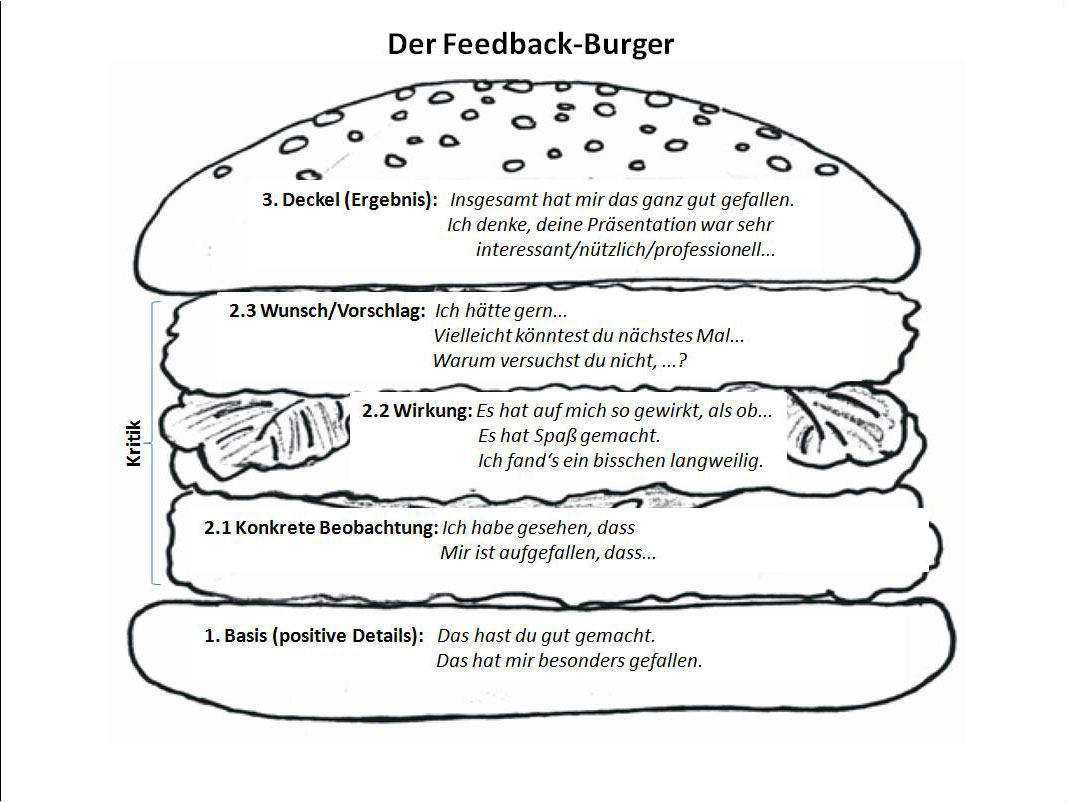 Der Feedback-Burger
3. Deckel (Ergebnis): Insgesamt hat mir das ganz gut gefallen.
Ich denke, deine Präsentation war sehr
interessant/nützlich/professionell...
2.3 Wunsch/Vorschlag: Ich hätte gern...
Vielleicht könntest du nächstes Mal...
Warum versuchst du nicht, ...?
2.2 Wirkung: Es hat auf mich so gewirkt, als ob...
Es hat Spaß gemacht.
Ich fand‘s ein bisschen langweilig.
Kritik
2.1 Konkrete Beobachtung: Ich habe gesehen, dass
Mir ist aufgefallen, dass...
1. Basis (positive Details): Das hast du gut gemacht.
Das hat mir besonders gefallen.